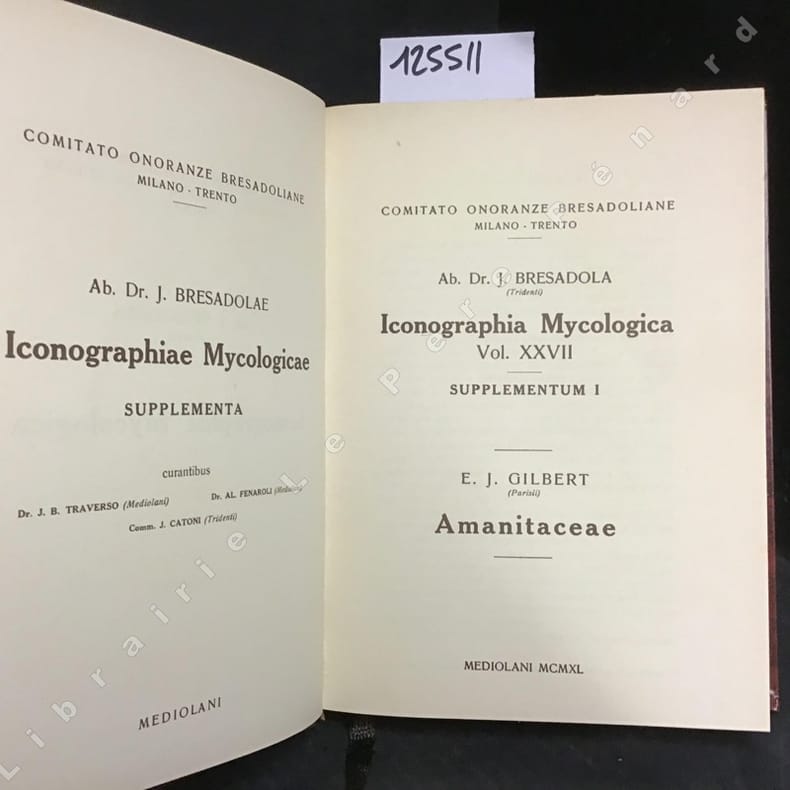 125511
COMITATO ONORANZE BRESADOLIANE
MILANO - TRENTO
Ab. Dr. J. BRESADOLAE
Iconographiae Mycologicae
SUPPLEMENTA
curantibus
Dr. J. B. TRAVERSO (Mediolani) Dr. AL. FENAROLI
Comm. J. CATONI (Tridenti)
MEDIOLANI
COMITATO ONORANZE BRESADOLIANE
MILANO - TRENTO
Ab. Dr. J. BRESADOLA
(Tridenti)
Iconographia Mycologica
Vol. XXVII
SUPPLEMENTUM I
E. J. GILBERT
(Parisii)
Amanitaceae
MEDIOLANI MCMXL
Librairie Le Père Pénard